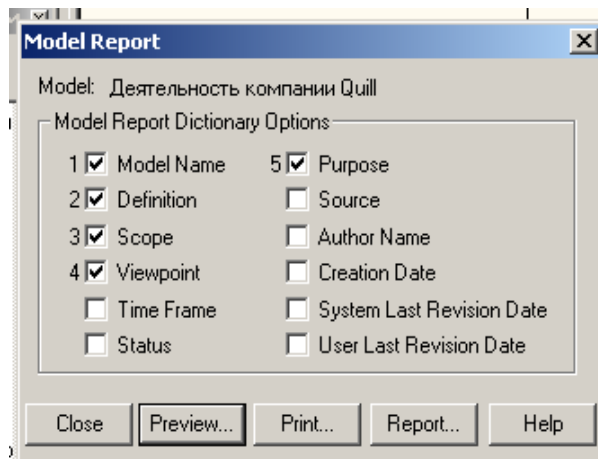 Model Report
Model: Деятельность компании Quill
Model Report Dictionary Options
1 Model Name 5 Purpose
2 Definition Source
3 Scope Author Name
4 Viewpoint Creation Date
Time Frame System Last Revision Date
Status User Last Revision Date
Close Preview... Print... Report... Help